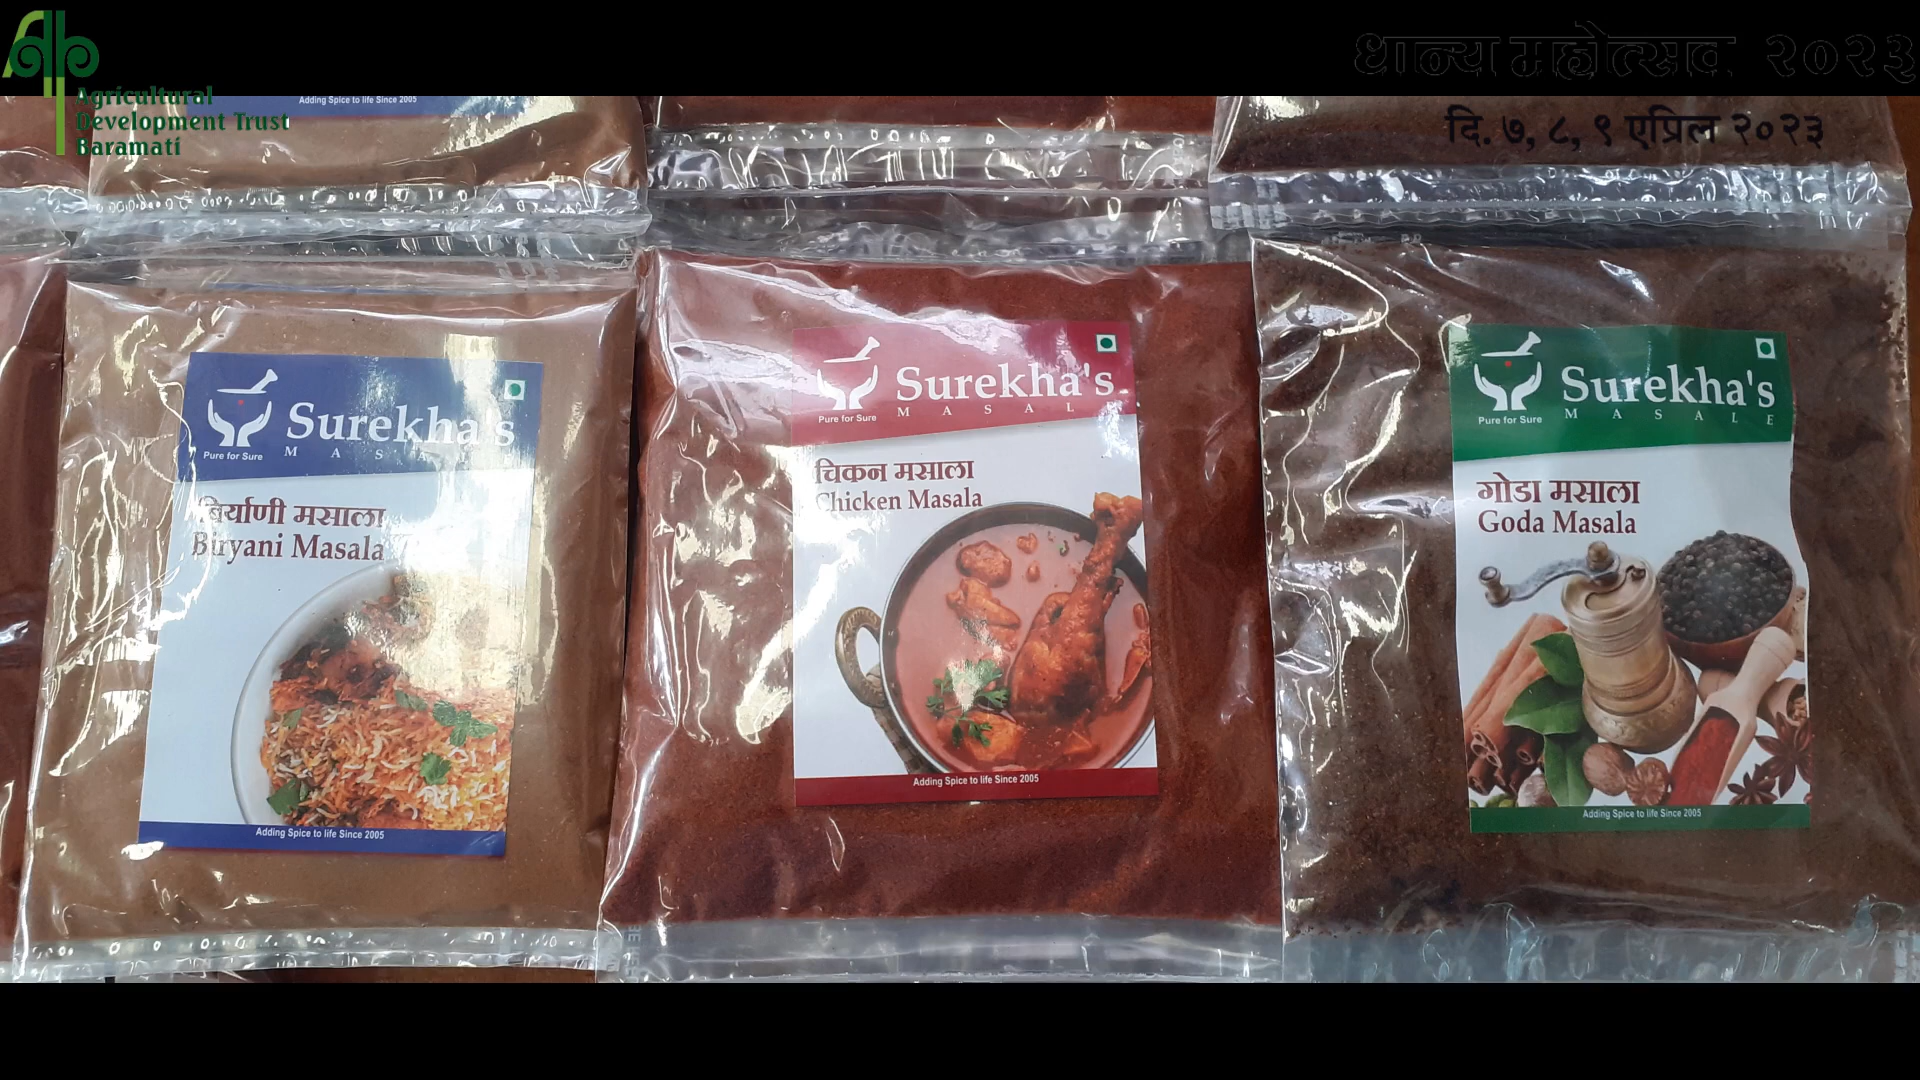 Agricultural
Development Trust
Baramati
धान्य महोत्सव २०२३
दि. ७, ८, ९ एप्रिल २०२३
Adding Spice to life Since 2005
Surekha's
MASA
Pure for Sure
बिर्याणी मसाला
Biryani Masala
Adding Spice to life Since 2005
Surekha's
MASAL
Pure for Sure
चिकन मसाला
Chicken Masala
Adding Spice to life Since 2005
Surekha's
MASALE
Pure for Sure
गोडा मसाला
Goda Masala
Adding Spice to life Since 2005